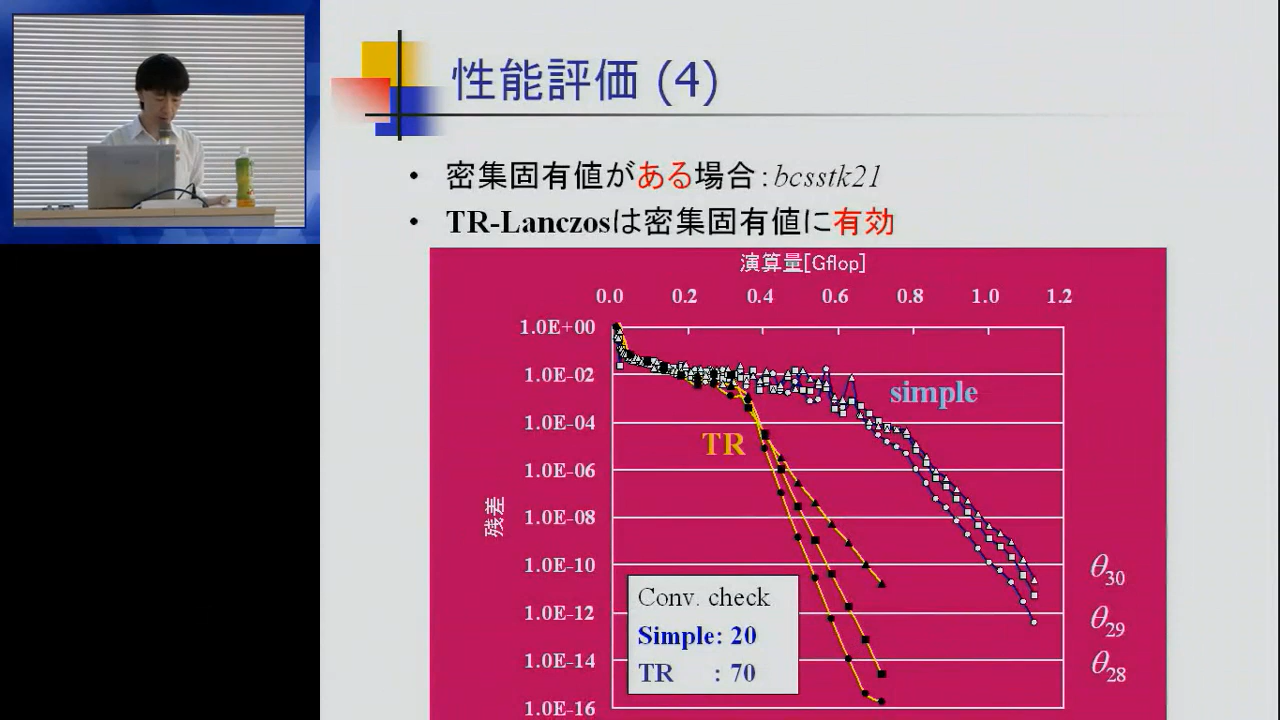 性能評価 (4)
• 密集固有値がある場合 : bcsstk21
• TR-Lanczosは密集固有値に有効
演算量[Gflop]
0.0 0.2 0.4 0.6 0.8 1.0 1.2
1.0E+00
1.0E-02
1.0E-04
1.0E-06
1.0E-08
1.0E-10
1.0E-12
1.0E-14
1.0E-16
残差
simple
TR
Conv. check
Simple: 20
TR : 70
θ30
θ29
θ28